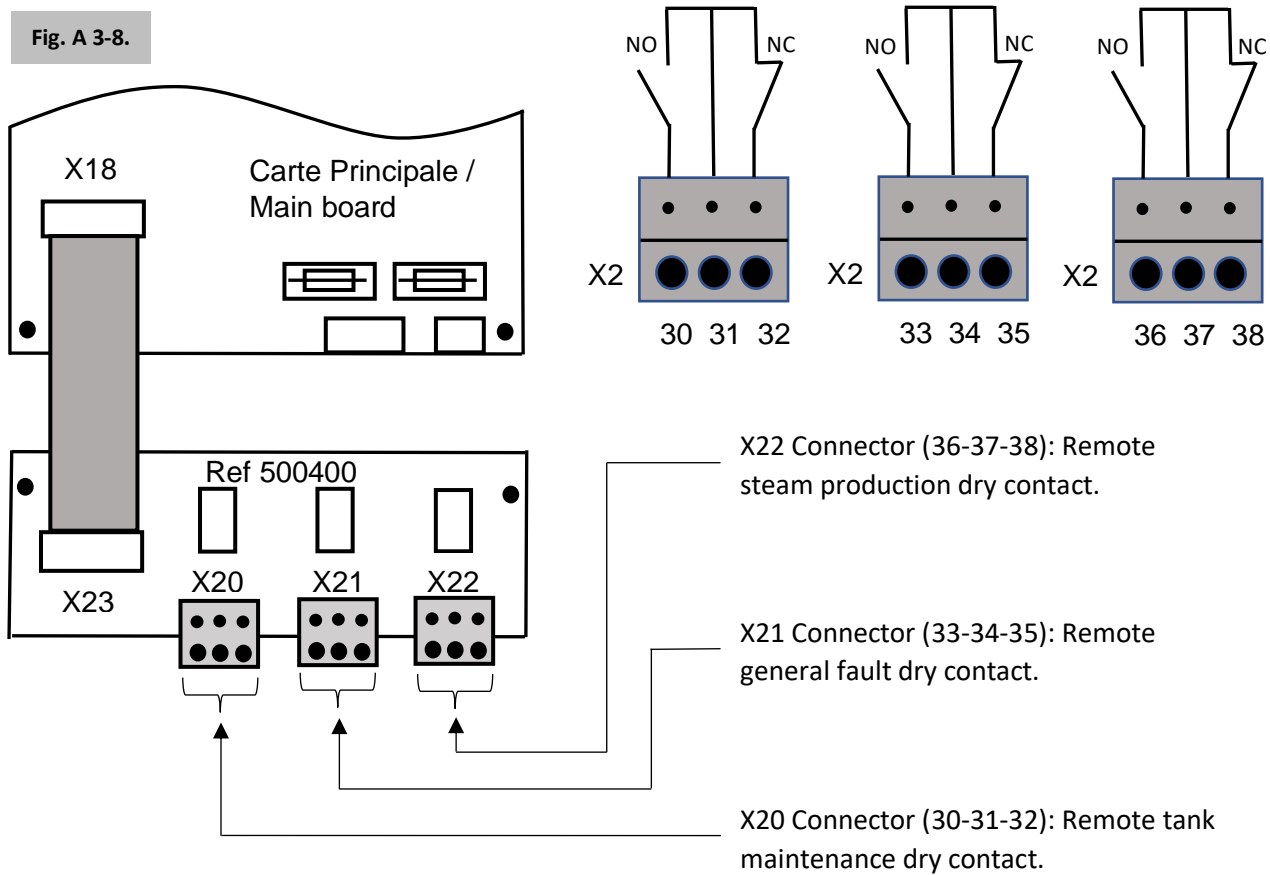 Fig. A 3-8.
NO NC NO NC NO NC
X18
Carte Principale /
Main board
X2 X2 X2
30 31 32 33 34 35 36 37 38
X22 Connector (36-37-38): Remote
steam production dry contact.
Ref 500400
X20 X21 X22
X23
X21 Connector (33-34-35): Remote
general fault dry contact.
X20 Connector (30-31-32): Remote tank
maintenance dry contact.